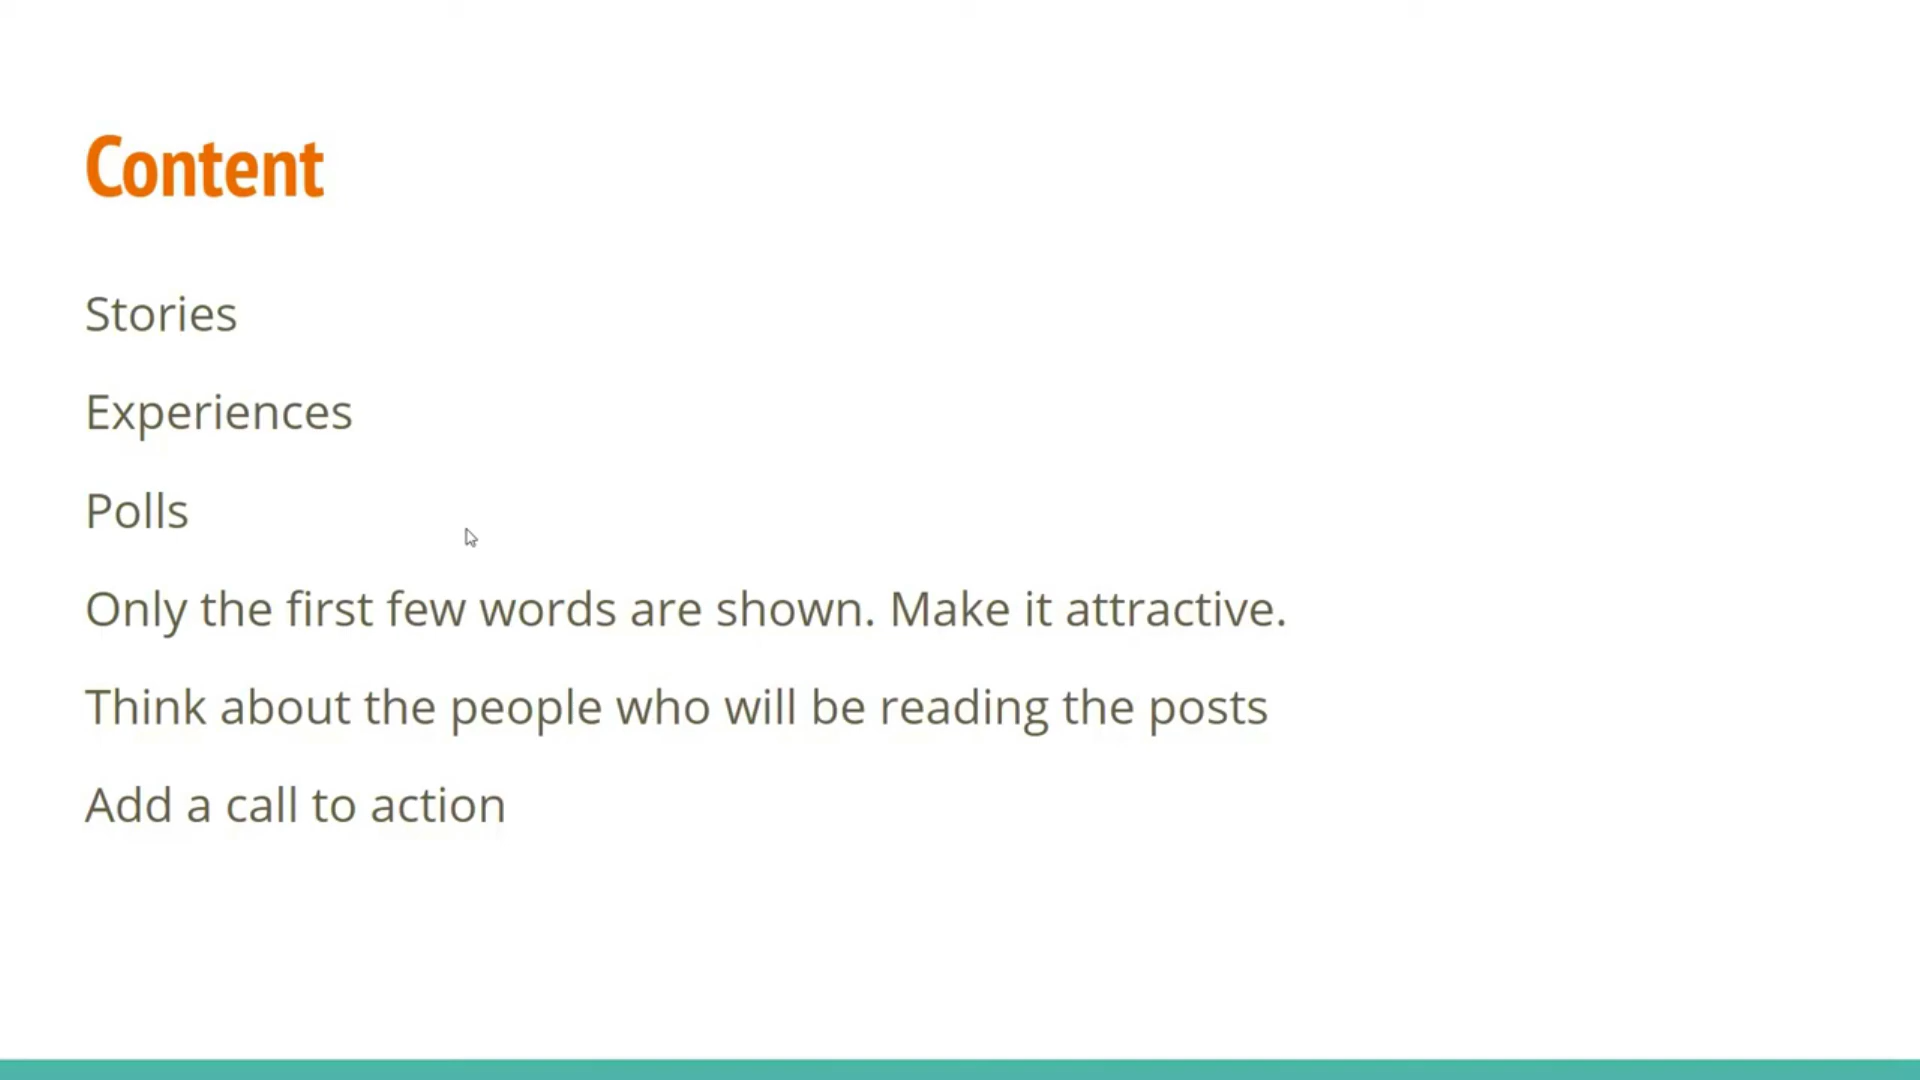 Content
Stories
Experiences
Polls
Only the first few words are shown. Make it attractive.
Think about the people who will be reading the posts
Add a call to action